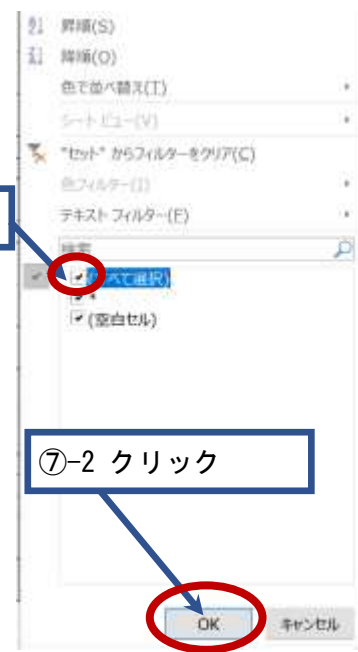 昇順(S)
降順(O)
色で並べ替え(T)
シート ビュー(V)
"セット" からフィルターをクリア(C)
色フィルター(I)
テキスト フィルター(F)
検索
(すべて選択)
*
(空白セル)
⑦-2 クリック
OK
キャンセル